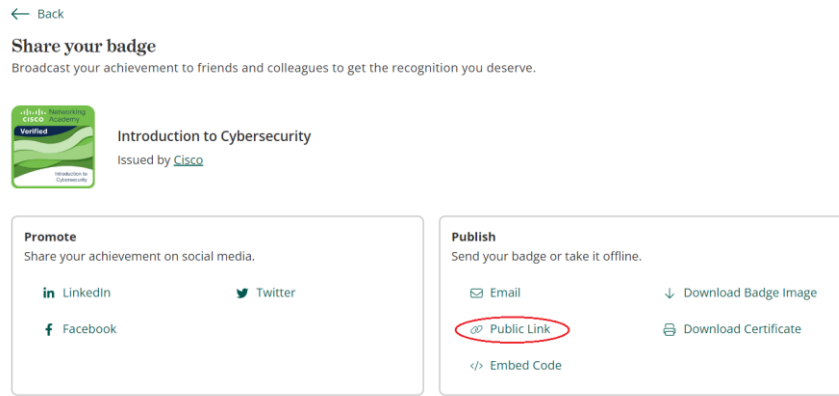 Back
Share your badge
Broadcast your achievement to friends and colleagues to get the recognition you deserve.
Networking
CISCO Academy
Verified
Introduction to
Cybersecurity
Introduction to Cybersecurity
Issued by Cisco
Promote
Share your achievement on social media.
in LinkedIn
Twitter
Facebook
Publish
Send your badge or take it offline.
Email
Download Badge Image
Public Link
Download Certificate
</> Embed Code